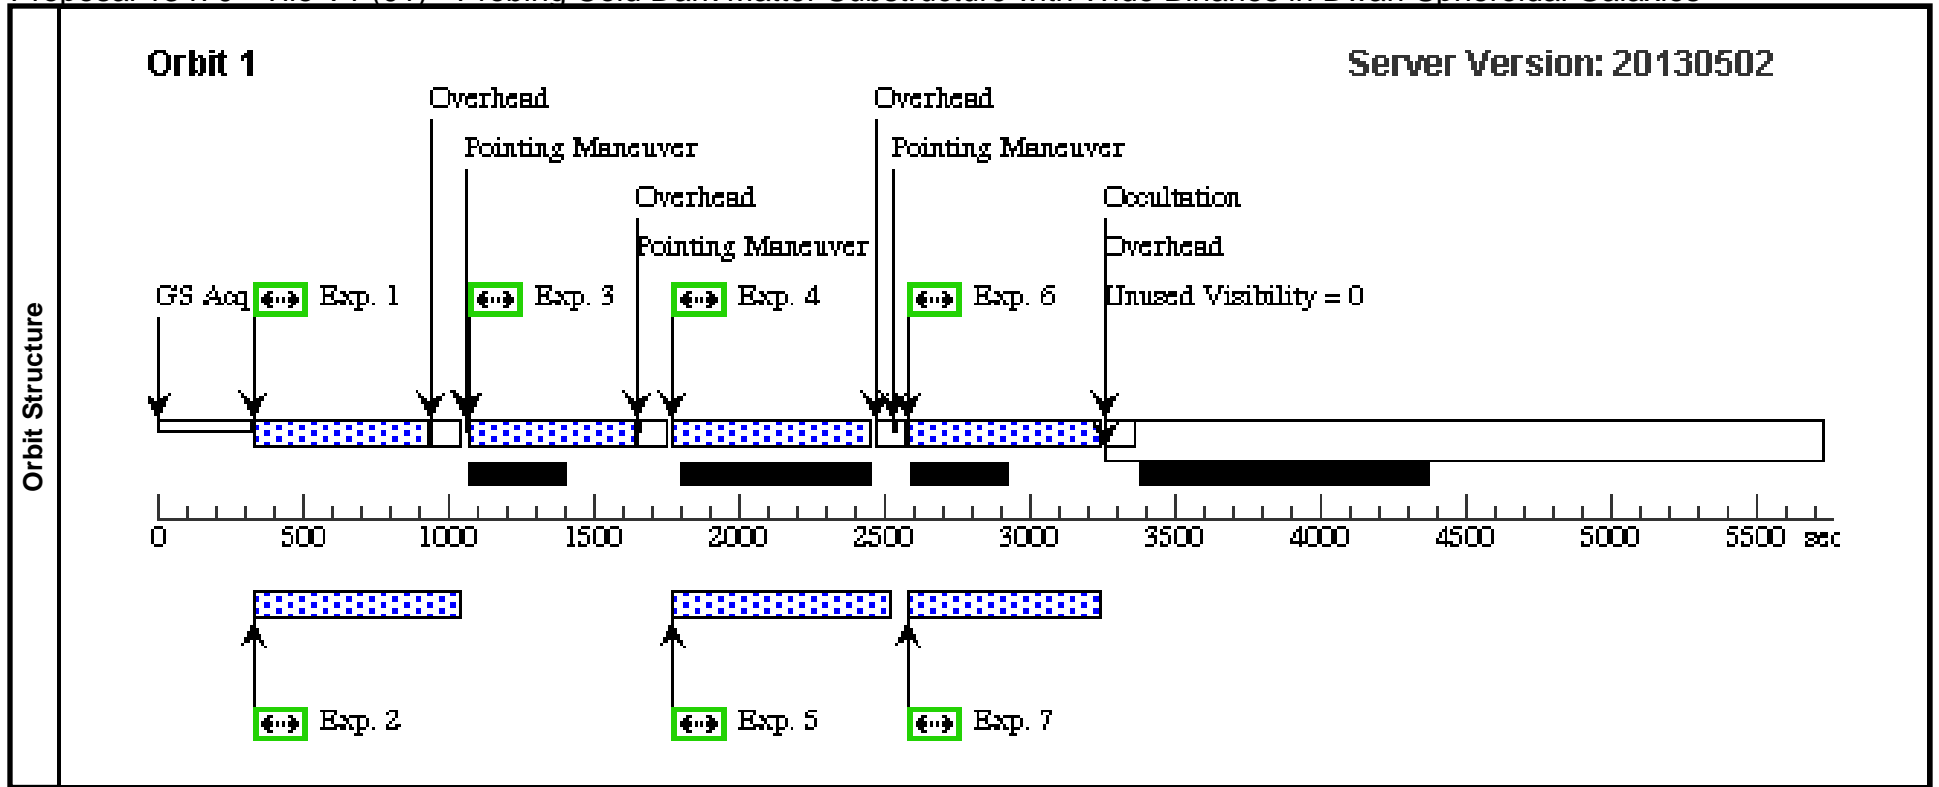 Orbit 1
Server Version: 20130502
Overhead
Overhead
Pointing Maneuver
Pointing Maneuver
Overhead
Occultation
Pointing Maneuver
Overhead
GS Acq
Exp. 1
Exp. 3
Exp. 4
Exp. 6
Unused Visibility = 0
Orbit Structure
0 500 1000 1500 2000 2500 3000 3500 4000 4500 5000 5500 sec
Exp. 2
Exp. 5
Exp. 7